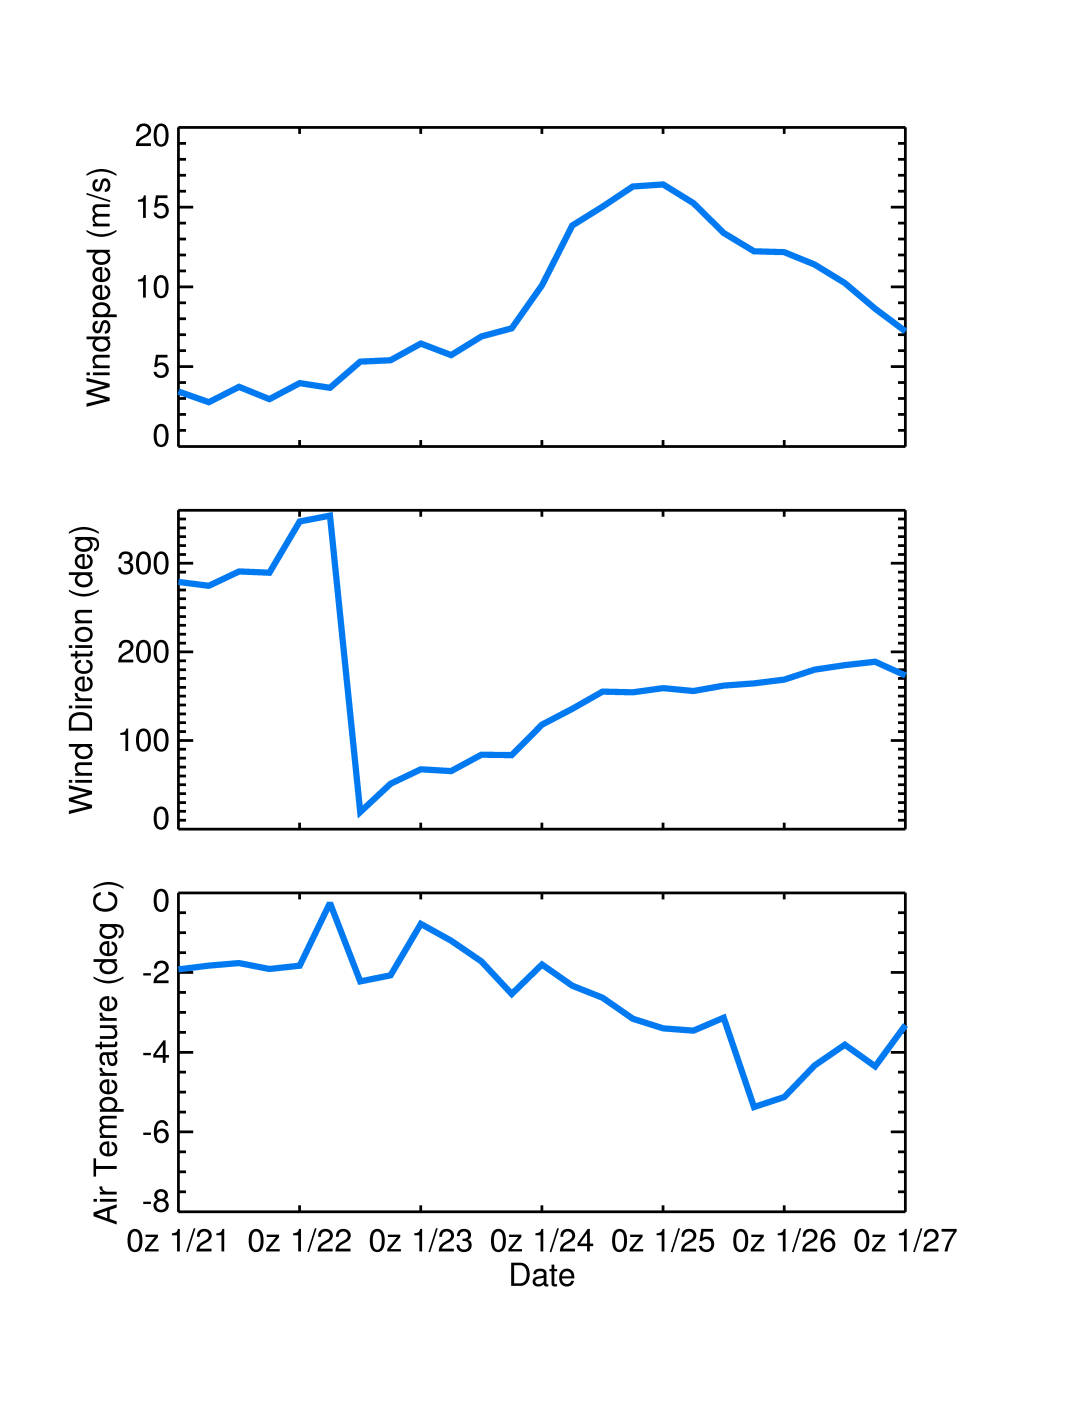 Windspeed (m/s)
20
15
10
5
0
Wind Direction (deg)
300
200
100
0
Air Temperature (deg C)
0
-2
-4
-6
-8
0z 1/21 0z 1/22 0z 1/23 0z 1/24 0z 1/25 0z 1/26 0z 1/27
Date